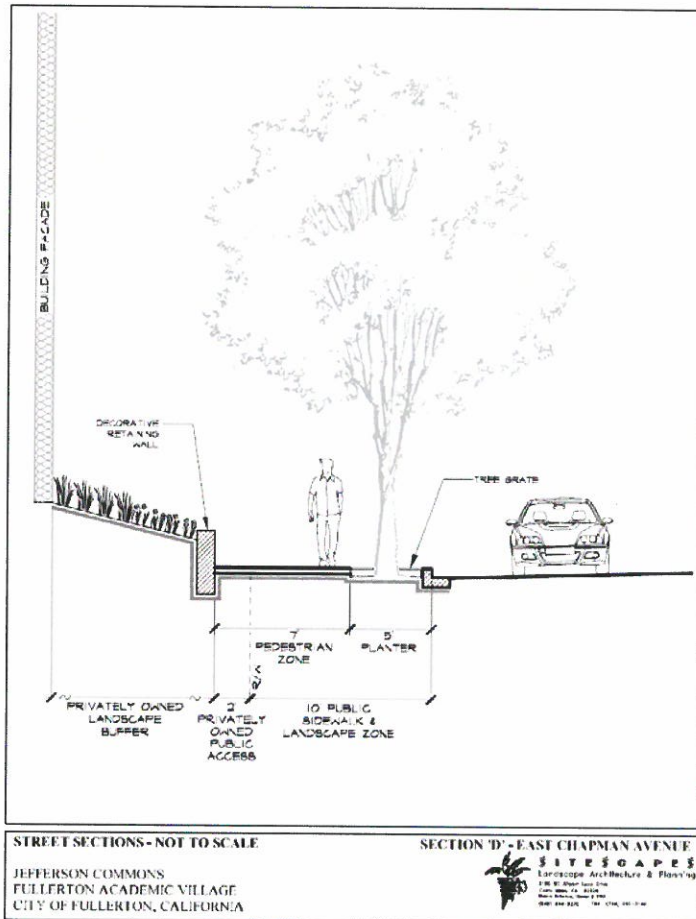 BUILDING FACADE
DECORATIVE
RETAINING
WALL
TREE GRATE
7'
PEDESTRIAN
ZONE
5'
PLANTER
R/W
PRIVATELY OWNED
LANDSCAPE
BUFFER
2'
PRIVATELY
OWNED
PUBLIC
ACCESS
10' PUBLIC
SIDEWALK &
LANDSCAPE ZONE
STREET SECTIONS - NOT TO SCALE
SECTION 'D' - EAST CHAPMAN AVENUE
JEFFERSON COMMONS
FULLERTON ACADEMIC VILLAGE
CITY OF FULLERTON, CALIFORNIA
SITESCAPES
Landscape Architecture & Planning